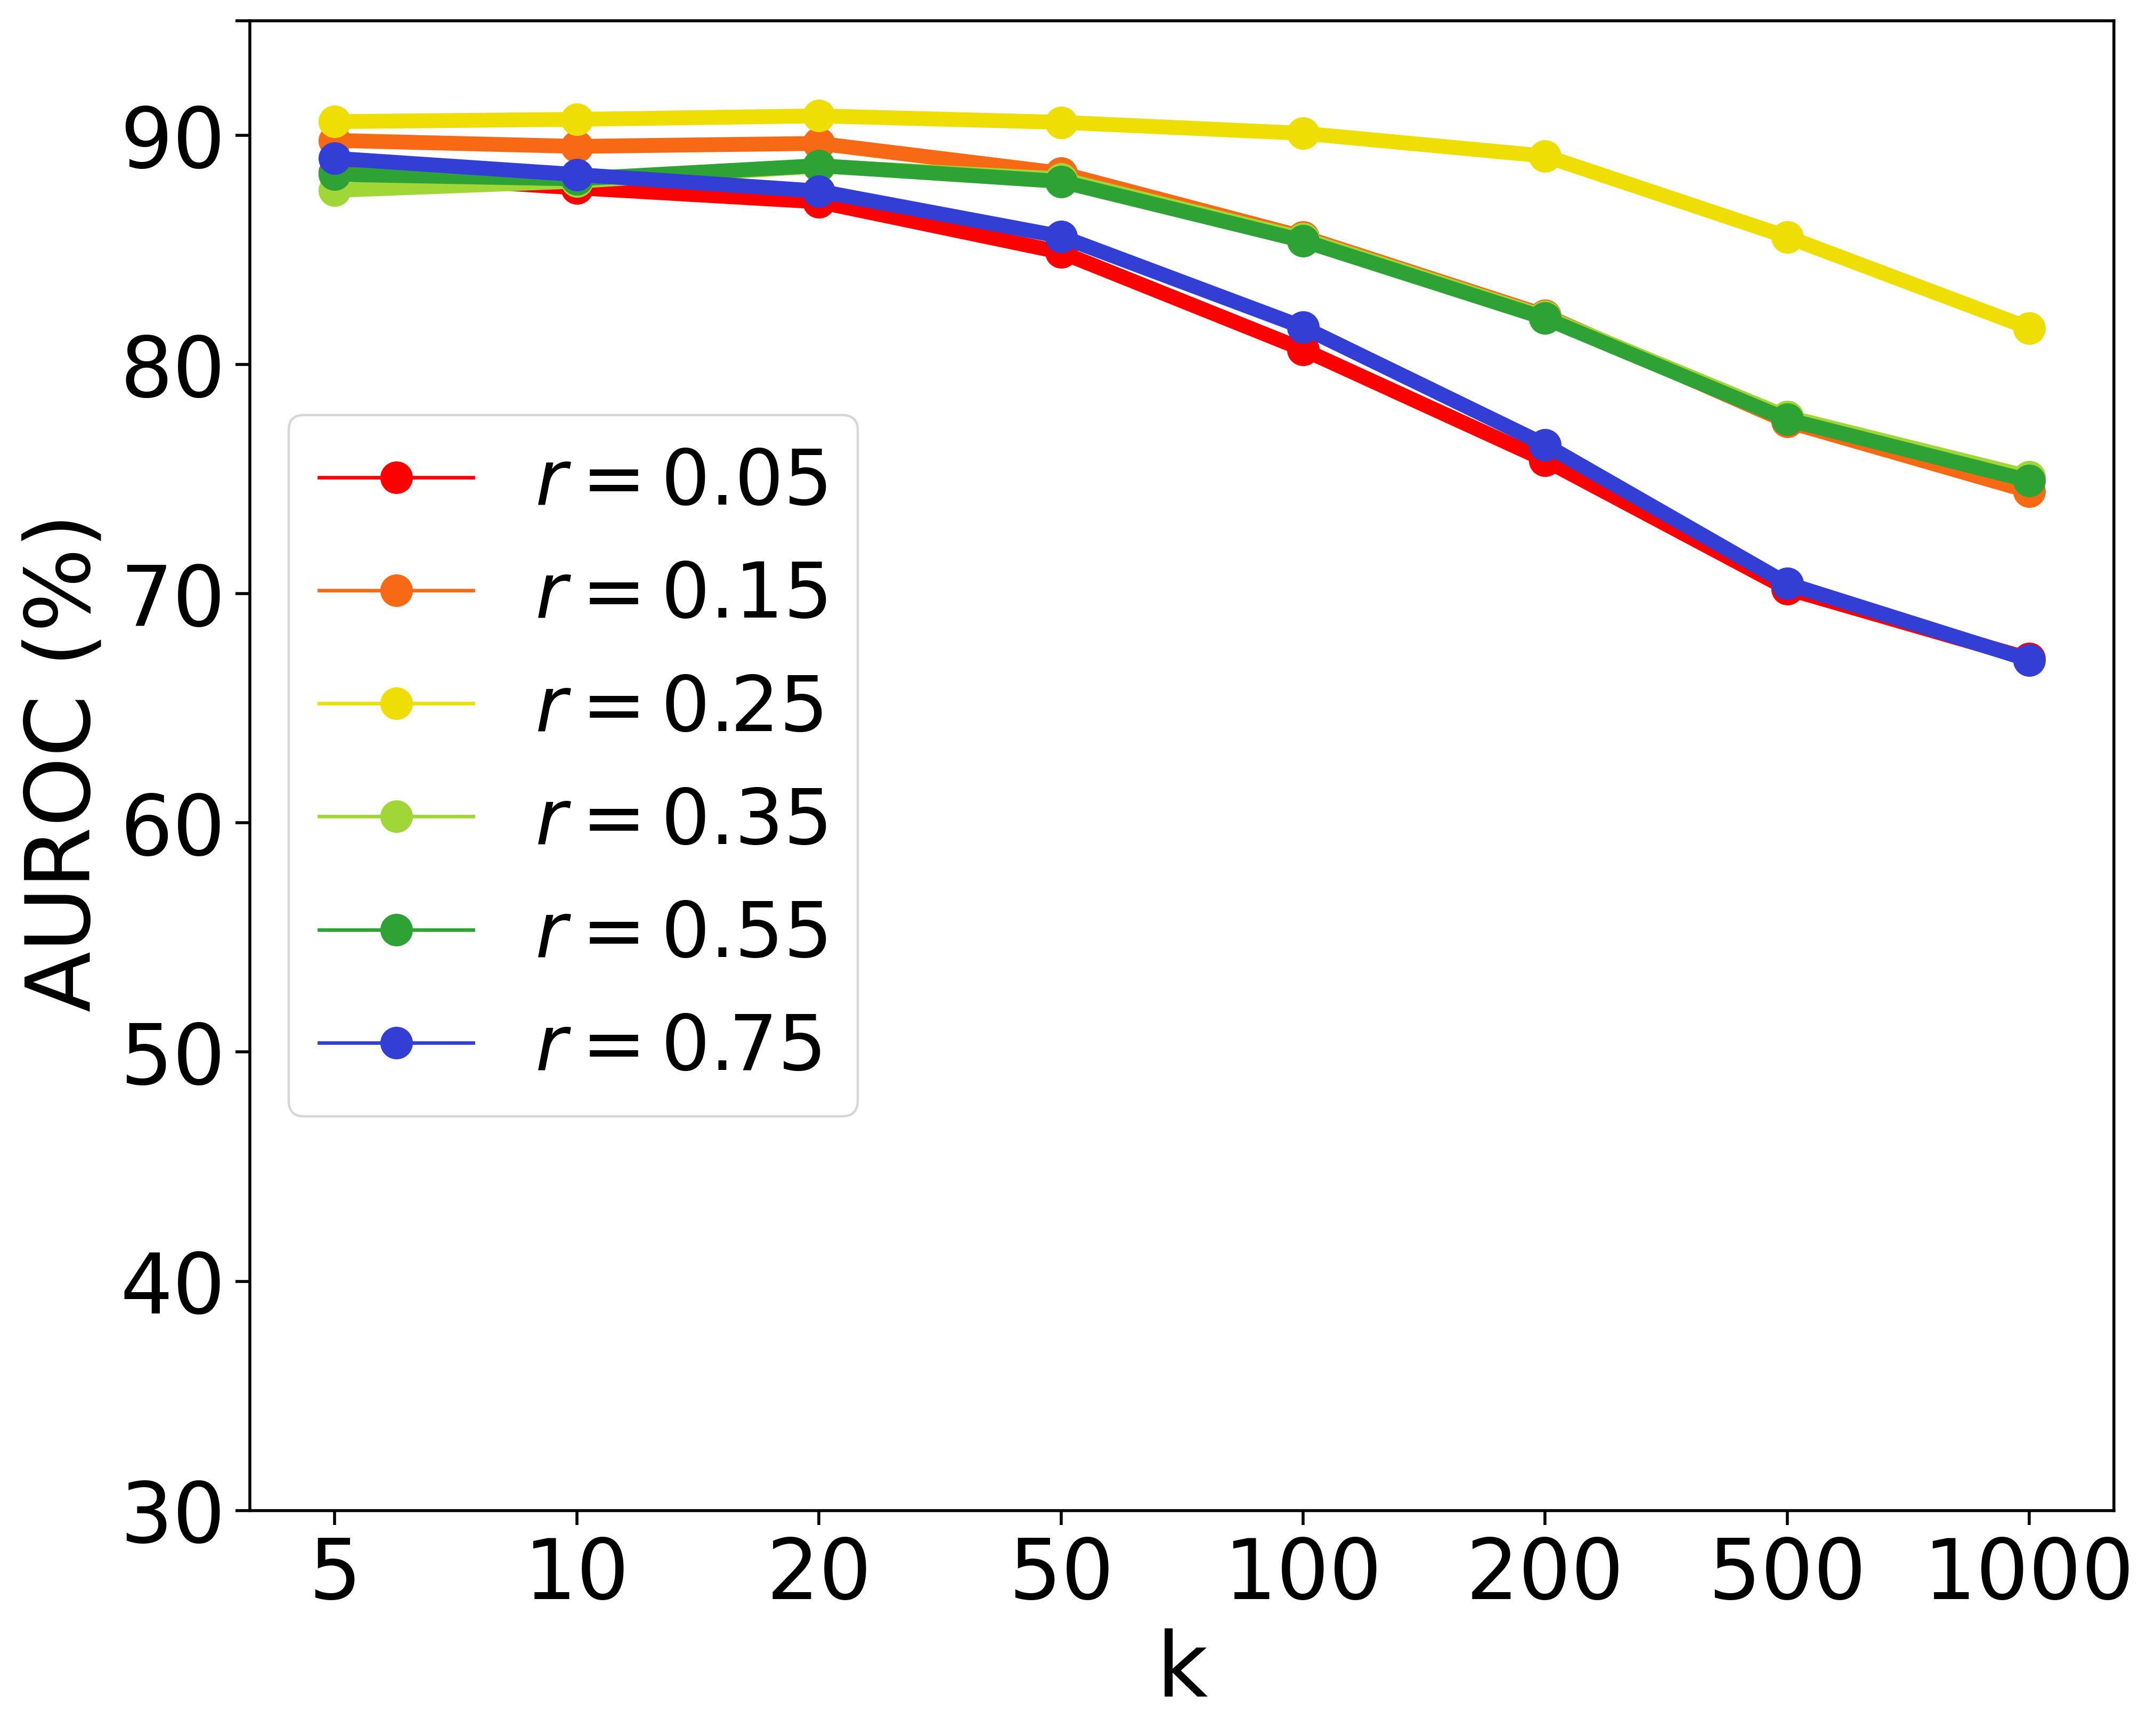 AUROC (%)
90
80
70
60
50
40
30
r = 0.05
r = 0.15
r = 0.25
r = 0.35
r = 0.55
r = 0.75
5 10 20 50 100 200 500 1000
k